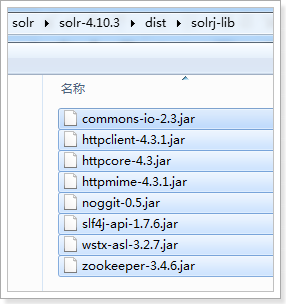 solr ▸ solr-4.10.3 ▸ dist ▸ solrj-lib
名称
commons-io-2.3.jar
httpclient-4.3.1.jar
httpcore-4.3.jar
httpmime-4.3.1.jar
noggit-0.5.jar
slf4j-api-1.7.6.jar
wstx-asl-3.2.7.jar
zookeeper-3.4.6.jar